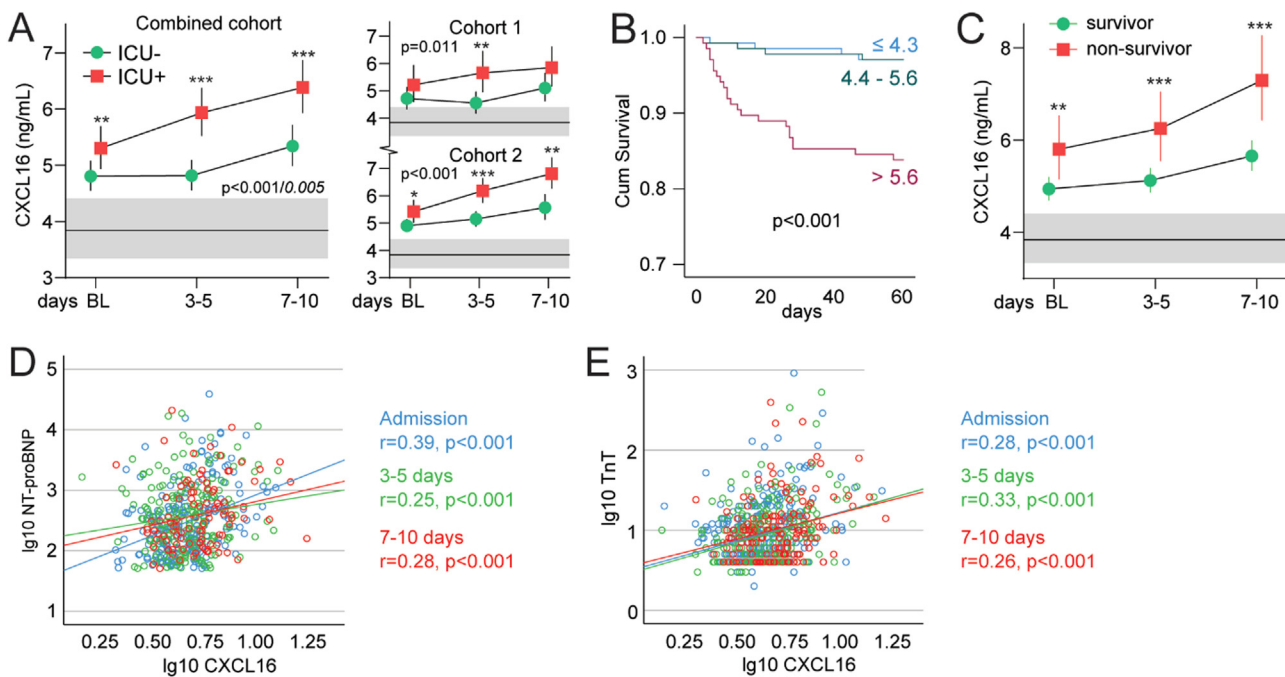 A
Combined cohort
CXCL16 (ng/mL)
7
6
5
4
3
ICU-
ICU+
**
***
***
p<0.001/0.005
days BL 3-5 7-10
Cohort 1
p=0.011
**
7
6
5
4
Cohort 2
p<0.001
*
***
**
7
6
5
4
3
days BL 3-5 7-10
B
Cum Survival
1.0
0.9
0.8
0.7
≤ 4.3
4.4 - 5.6
> 5.6
p<0.001
0 20 40 60
days
C
survivor
non-survivor
CXCL16 (ng/mL)
8
6
4
**
***
***
days BL 3-5 7-10
D
lg10 NT-proBNP
5
4
3
2
1
0.25 0.50 0.75 1.00 1.25
lg10 CXCL16
Admission
r=0.39, p<0.001
3-5 days
r=0.25, p<0.001
7-10 days
r=0.28, p<0.001
E
lg10 TnT
3
2
1
0
0.25 0.50 0.75 1.00 1.25
lg10 CXCL16
Admission
r=0.28, p<0.001
3-5 days
r=0.33, p<0.001
7-10 days
r=0.26, p<0.001